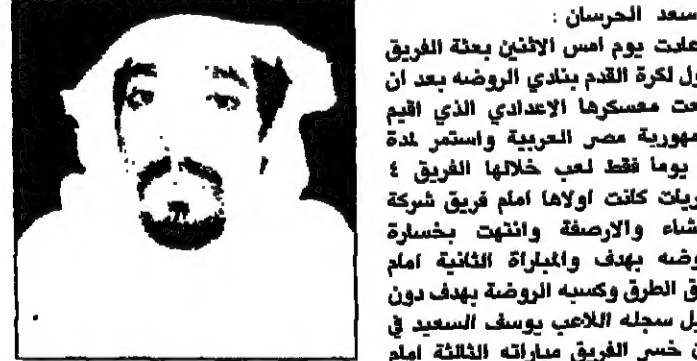 سعد الحرسان :
عادت يوم امس الاثنين بعثة الفريق
ول لكرة القدم بنادي الروضه بعد ان
ت معسكرها الاعدادي الذي اقيم
مهورية مصر العربية واستمر لمدة
يوما فقط لعب خلالها الفريق ٤
ريات كانت اولاها امام فريق شركة
شاء والارصفة وانتهت بخسارة
وضه بهدف والمباراة الثانية امام
ق الطرق وكسبه الروضة بهدف دون
ل سجله اللاعب يوسف السعيد في
ن خسر الفريق مباراته الثالثة امام